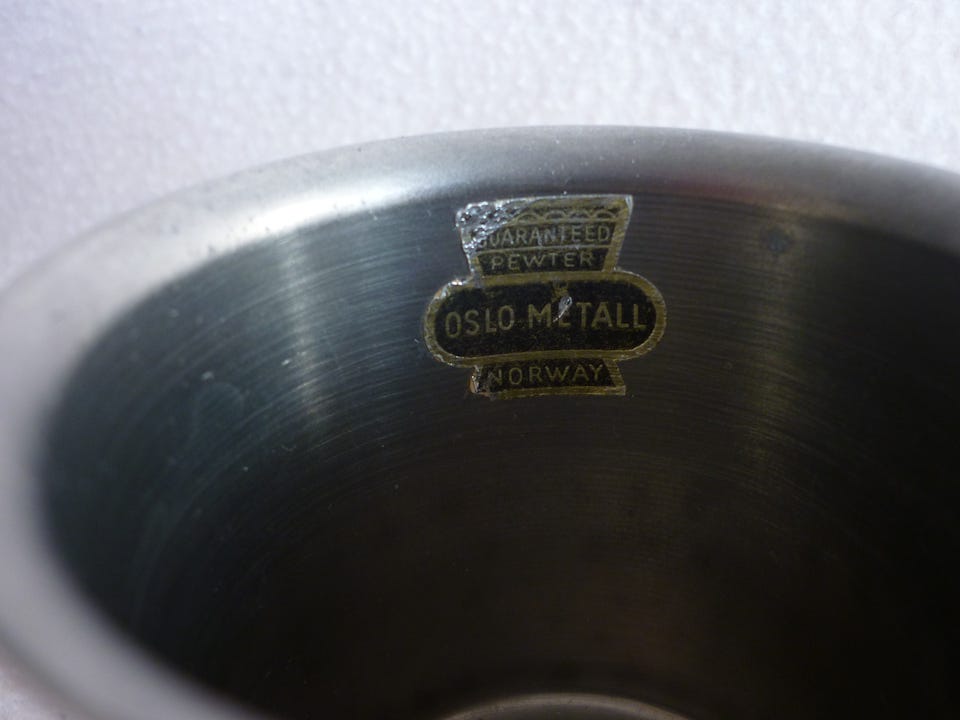 GUARANTEED
PEWTER
OSLO METALL
NORWAY